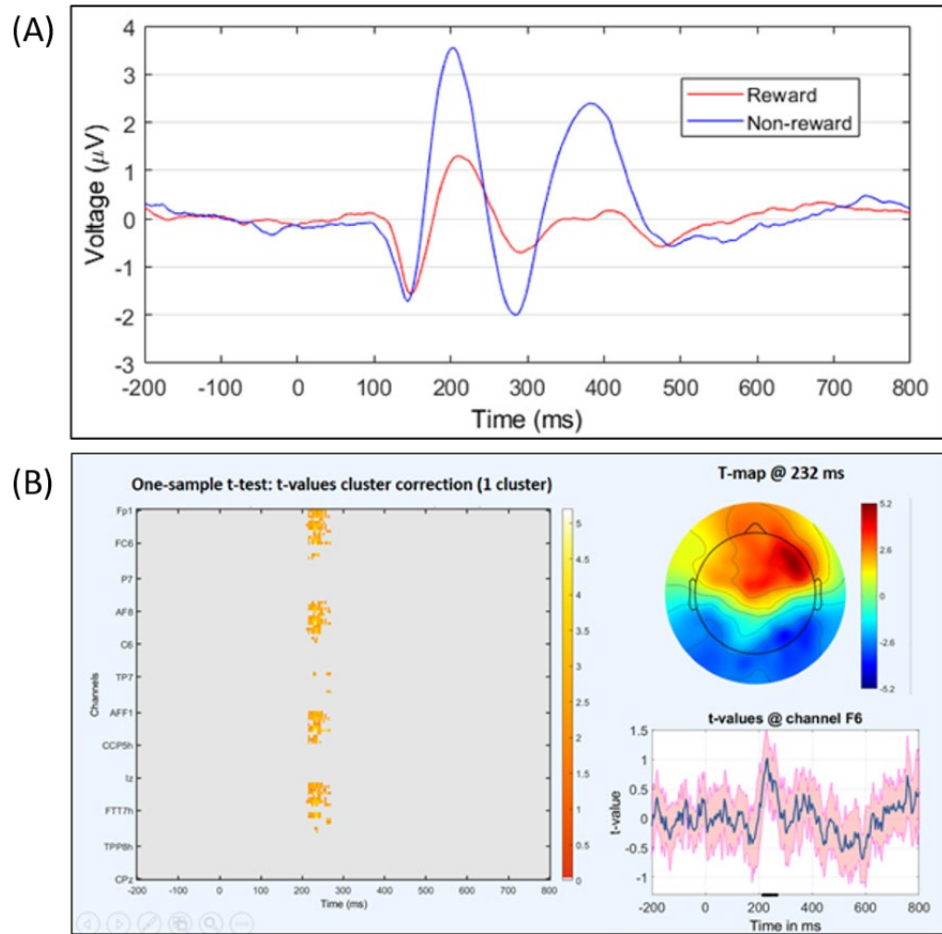 (A)
4
3
2
1
0
-1
-2
-3
Voltage (µV)
Reward
Non-reward
-200 -100 0 100 200 300 400 500 600 700 800
Time (ms)
(B)
One-sample t-test: t-values cluster correction (1 cluster)
Fp1
FC6
P7
AF8
C6
TP7
AFF1
CCP5h
Iz
FTT7h
TPP8h
CPz
Channels
-200 -100 0 100 200 300 400 500 600 700 800
Time (ms)
5
4.5
4
3.5
3
2.5
2
1.5
1
0.5
0
T-map @ 232 ms
5.2
2.6
0
-2.6
-5.2
t-values @ channel F6
1.5
1
0.5
0
-0.5
-1
t-value
-200 0 200 400 600 800
Time in ms